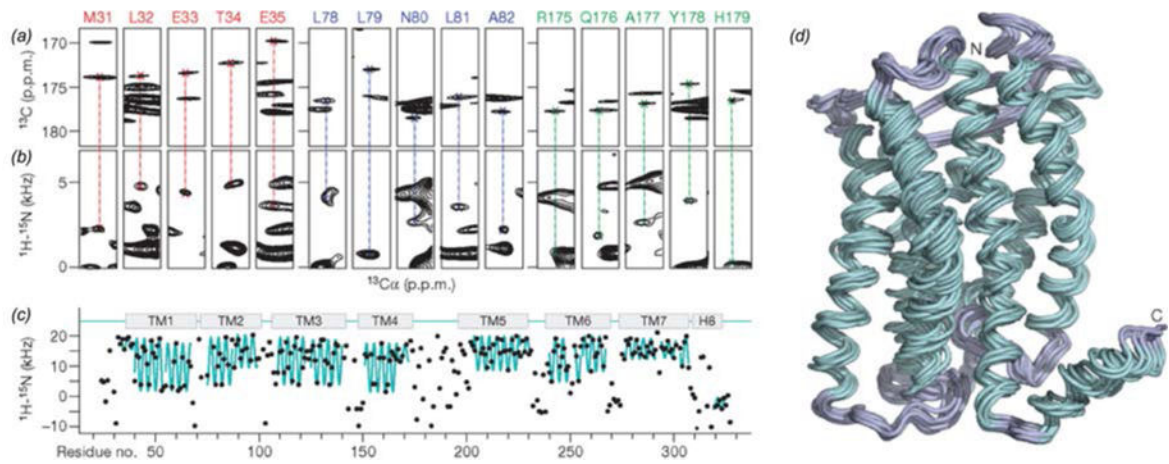 M31 L32 E33 T34 E35 L78 L79 N80 L81 A82 R175 Q176 A177 Y178 H179
(a)
170
175
180
¹³C (p.p.m.)
(b)
5
0
¹H-¹⁵N (kHz)
¹³Cα (p.p.m.)
(c)
TM1 TM2 TM3 TM4 TM5 TM6 TM7 H8
20
15
10
5
0
−10
¹H-¹⁵N (kHz)
Residue no. 50 100 150 200 250 300
(d)
N
C